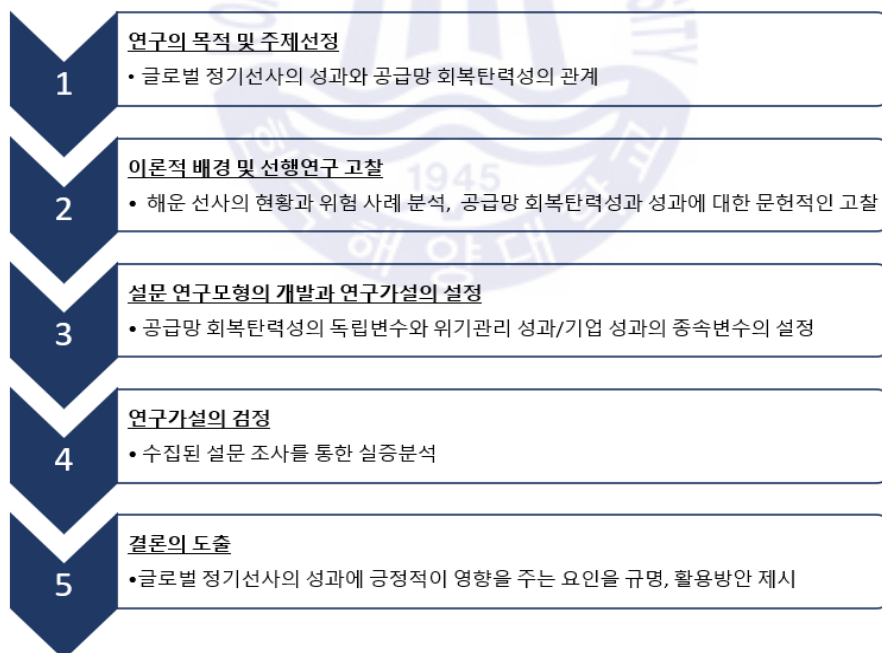 1
연구의 목적 및 주제선정
• 글로벌 정기선사의 성과와 공급망 회복탄력성의 관계
2
이론적 배경 및 선행연구 고찰
• 해운 선사의 현황과 위험 사례 분석, 공급망 회복탄력성과 성과에 대한 문헌적인 고찰
3
설문 연구모형의 개발과 연구가설의 설정
• 공급망 회복탄력성의 독립변수와 위기관리 성과/기업 성과의 종속변수의 설정
4
연구가설의 검정
• 수집된 설문 조사를 통한 실증분석
5
결론의 도출
•글로벌 정기선사의 성과에 긍정적이 영향을 주는 요인을 규명, 활용방안 제시
1945
해양대
SITY